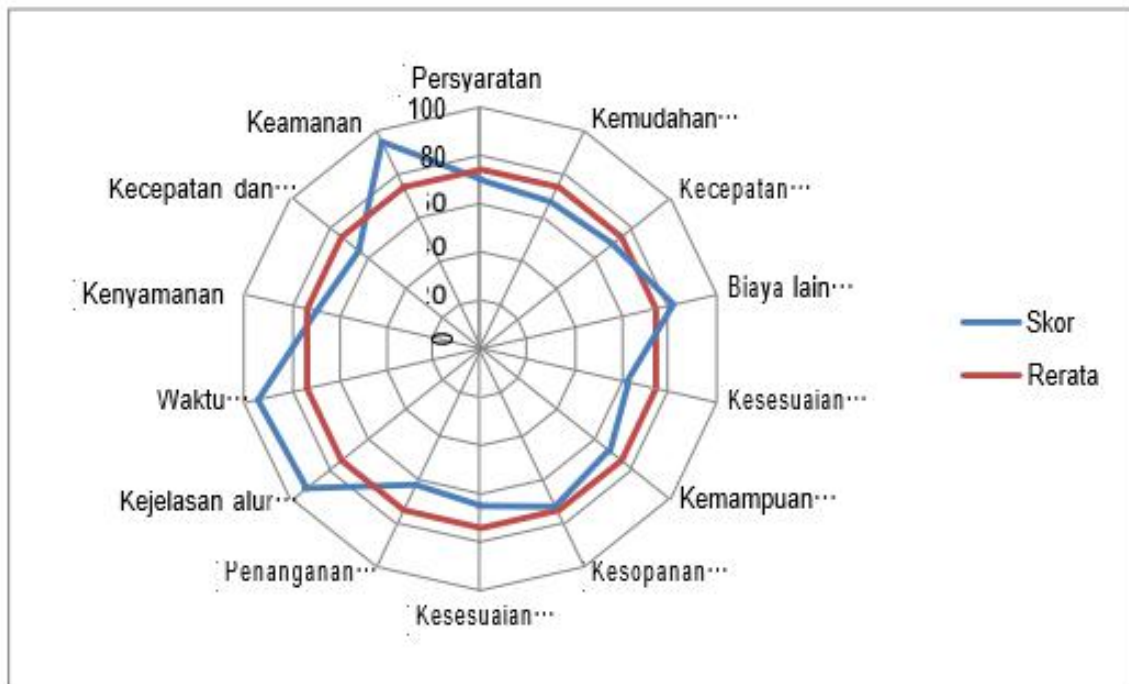 Persyaratan
Kemudahan…
Kecepatan…
Biaya lain…
Kesesuaian…
Kemampuan…
Kesopanan…
Kesesuaian…
Penanganan…
Kejelasan alur
Waktu…
Kenyamanan
Kecepatan dan…
Keamanan
100
80
0
Skor
Rerata